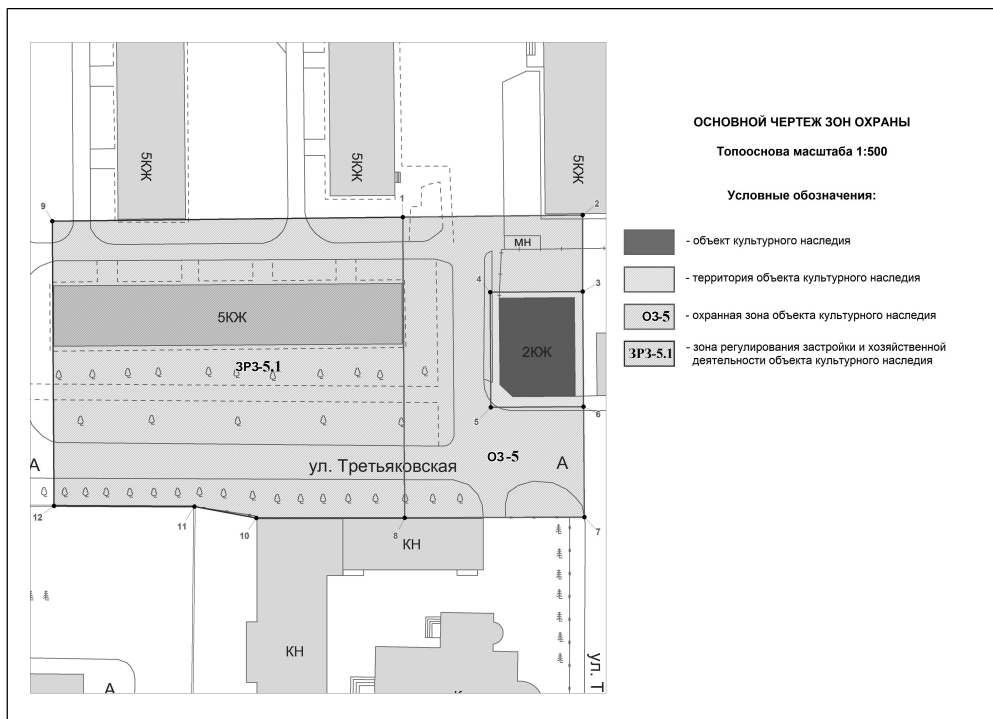 ОСНОВНОЙ ЧЕРТЕЖ ЗОН ОХРАНЫ
Топооснова масштаба 1:500
Условные обозначения:
- объект культурного наследия
- территория объекта культурного наследия
ОЗ-5 - охранная зона объекта культурного наследия
ЗРЗ-5.1 - зона регулирования застройки и хозяйственной
деятельности объекта культурного наследия
5КЖ
5КЖ
5КЖ
9
1
2
МН
4
3
5КЖ
2КЖ
ЗРЗ-5.1
5
6
ОЗ-5
ул. Третьяковская
А
А
12
11
10
8
7
КН
КН
ул. Т
А